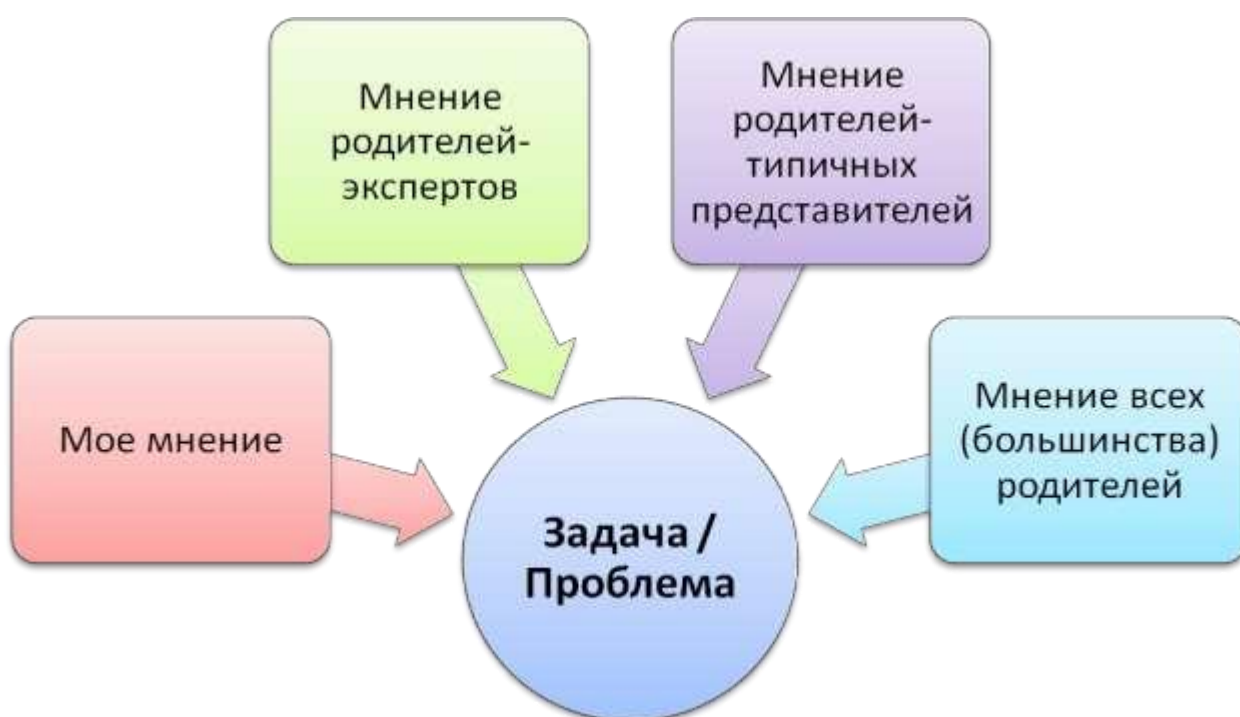 Мнение
родителей-
экспертов
Мнение
родителей-
типичных
представителей
Мое мнение
Мнение всех
(большинства)
родителей
Задача /
Проблема